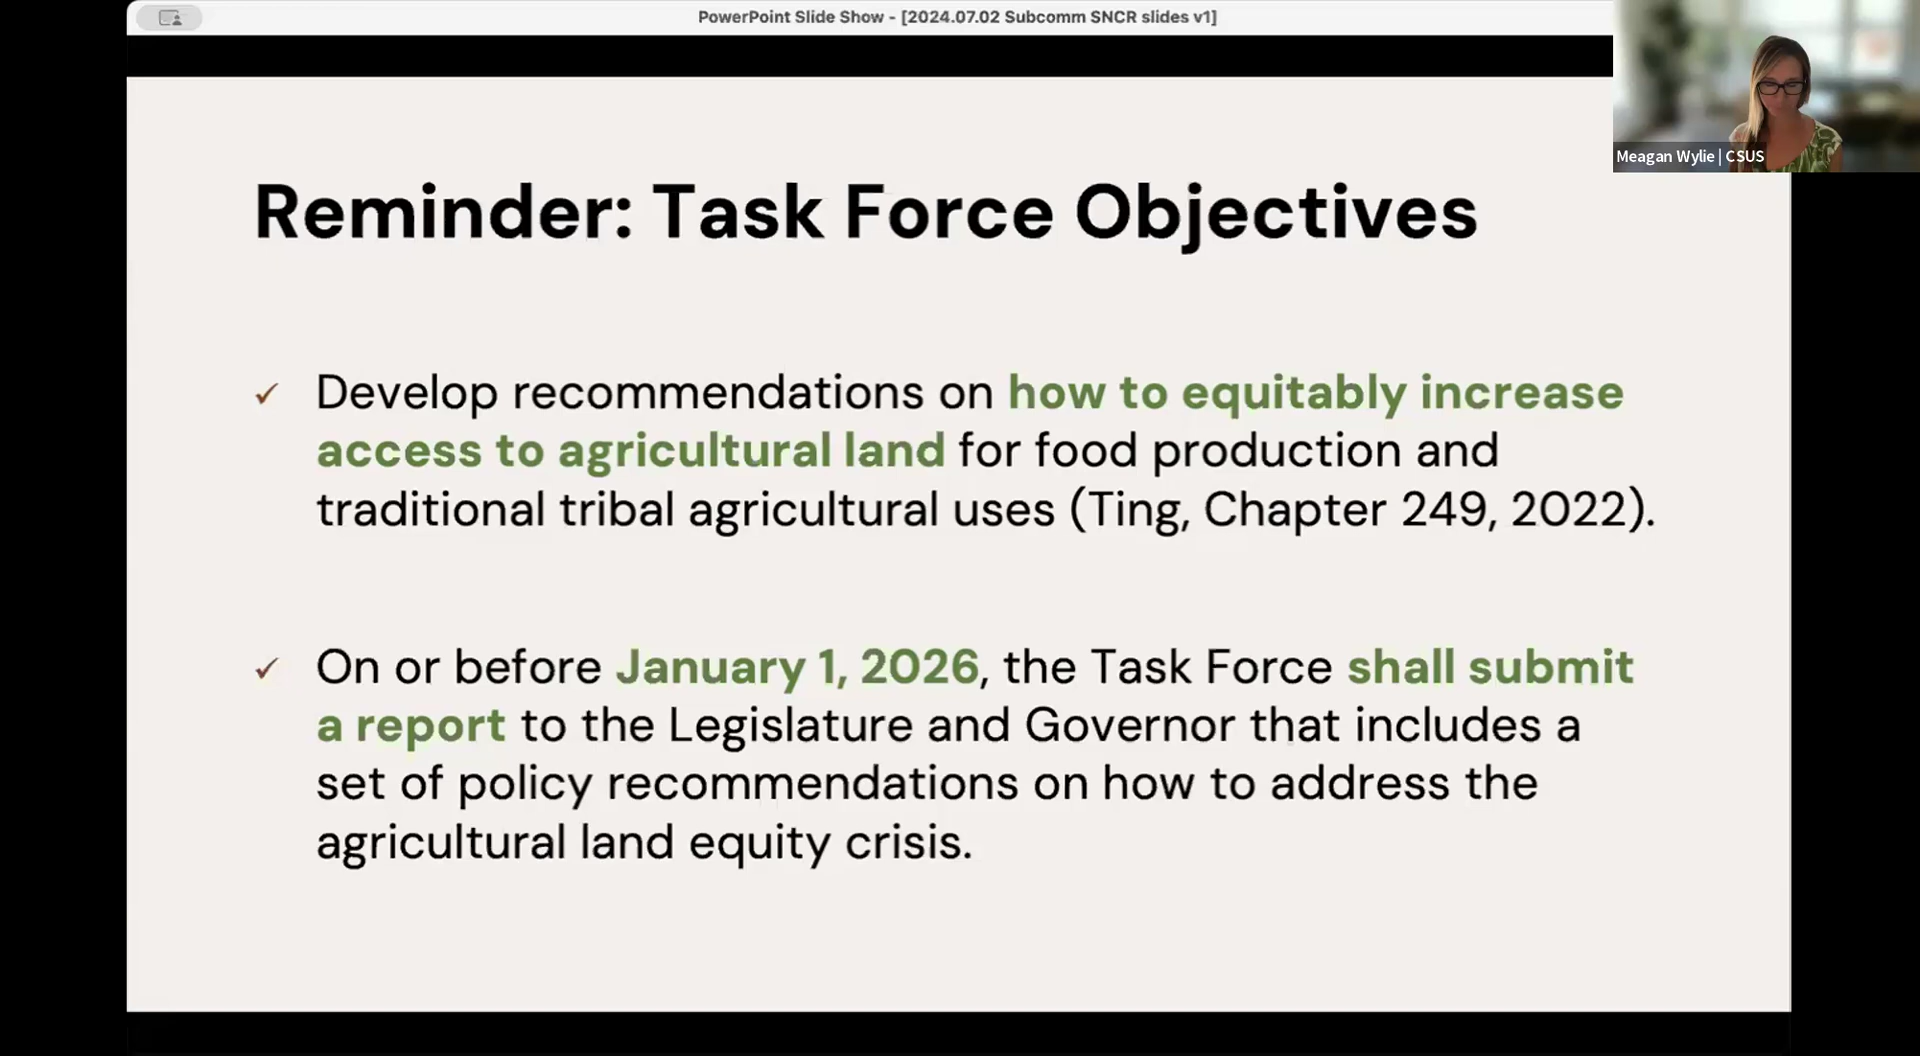 PowerPoint Slide Show - [2024.07.02 Subcomm SNCR slides v1]
Meagan Wylie | CSUS
Reminder: Task Force Objectives
✓ Develop recommendations on how to equitably increase
access to agricultural land for food production and
traditional tribal agricultural uses (Ting, Chapter 249, 2022).
✓ On or before January 1, 2026, the Task Force shall submit
a report to the Legislature and Governor that includes a
set of policy recommendations on how to address the
agricultural land equity crisis.